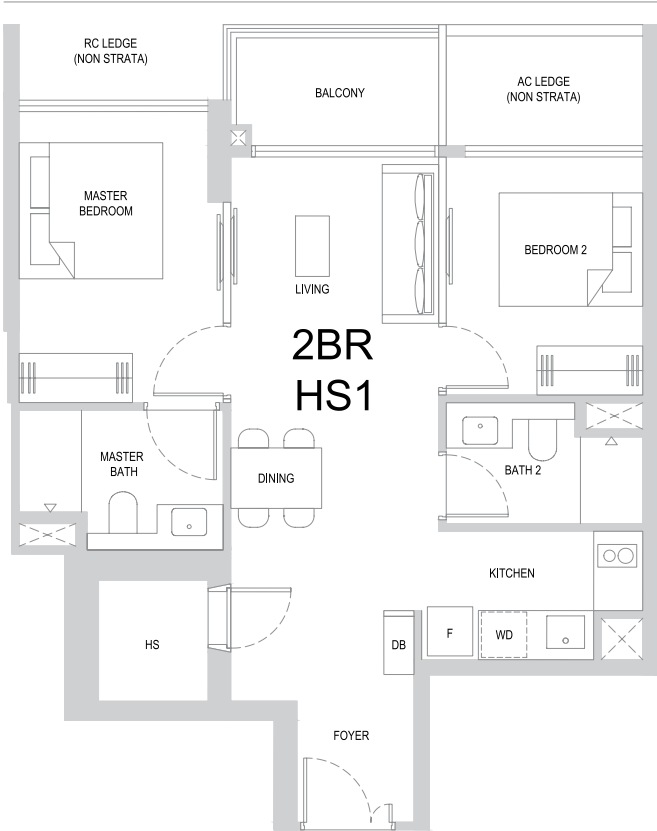 RC LEDGE
(NON STRATA)
BALCONY
AC LEDGE
(NON STRATA)
MASTER
BEDROOM
BEDROOM 2
LIVING
2BR
HS1
MASTER
BATH
DINING
BATH 2
KITCHEN
HS
DB
F
WD
FOYER